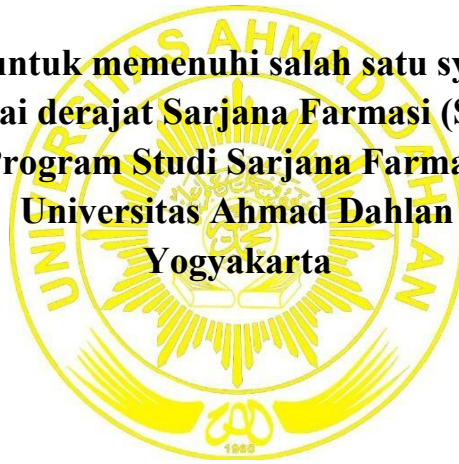 untuk memenuhi salah satu sy
ai derajat Sarjana Farmasi (S
Program Studi Sarjana Farma
Universitas Ahmad Dahlan
Yogyakarta
UNIVERSITAS AHMAD DAHLAN
1960